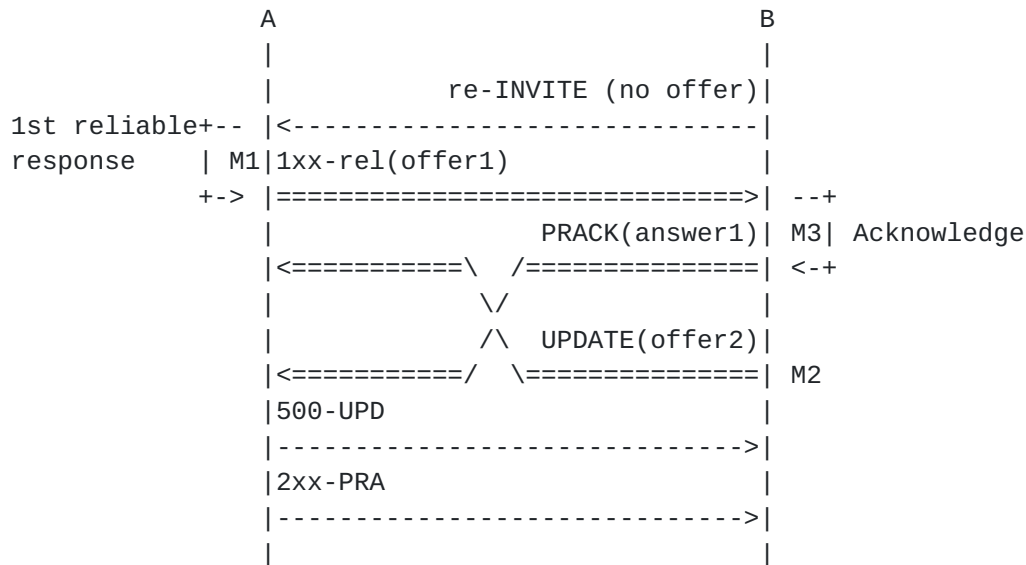 A                                B
|                                |
|            re-INVITE (no offer)|
1st reliable+-- |<------------------------------|
response    | M1|1xx-rel(offer1)                |
            +-> |==============================>| --+
                |                 PRACK(answer1)| M3| Acknowledge
                |<===========\  /===============| <-+
                |             \/                |
                |             /\  UPDATE(offer2)|
                |<===========/  \===============| M2
                |500-UPD                        |
                |------------------------------>|
                |2xx-PRA                        |
                |------------------------------>|
                |                               |